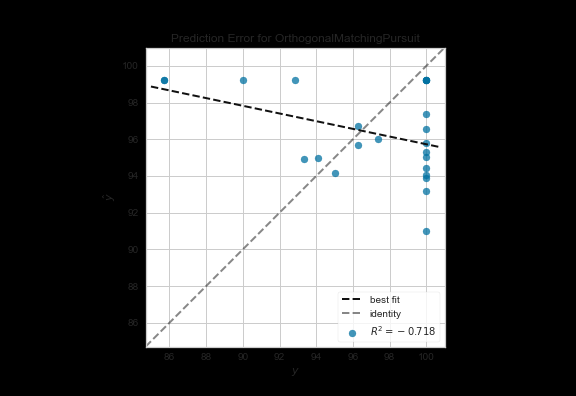 Prediction Error for OrthogonalMatchingPursuit
100
98
96
94
92
90
88
86
ŷ
best fit
identity
R² = −0.718
86 88 90 92 94 96 98 100
y